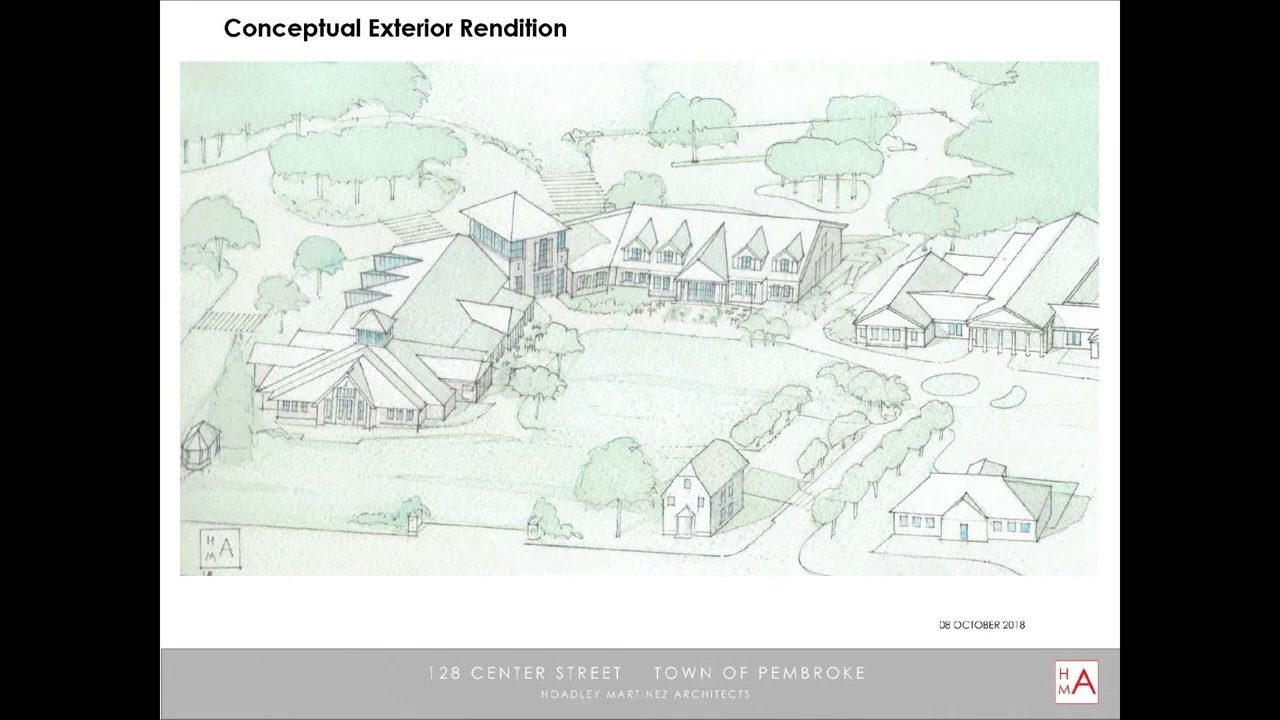 Conceptual Exterior Rendition
H
M A
08 OCTOBER 2018
128 CENTER STREET TOWN OF PEMBROKE
HOADLEY MARTINEZ ARCHITECTS
H
M A